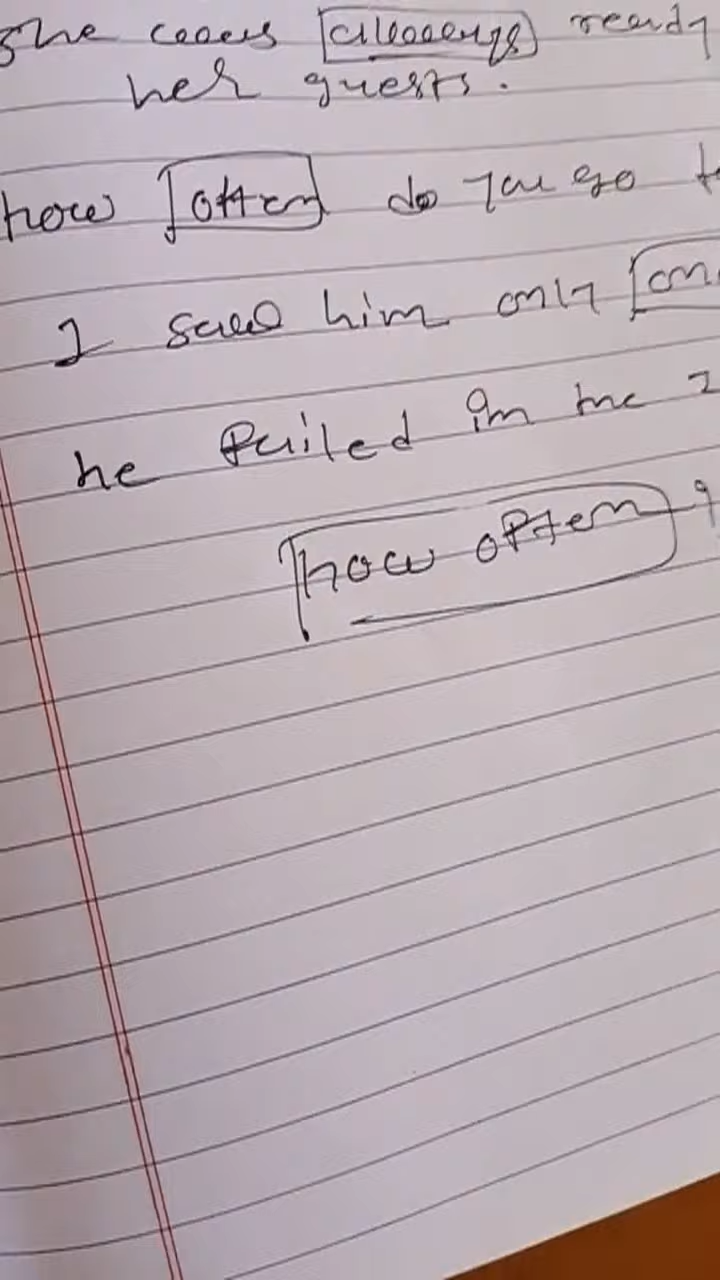 She was always ready
her guests.
how often do you go
I saw him only
he failed in the
how often